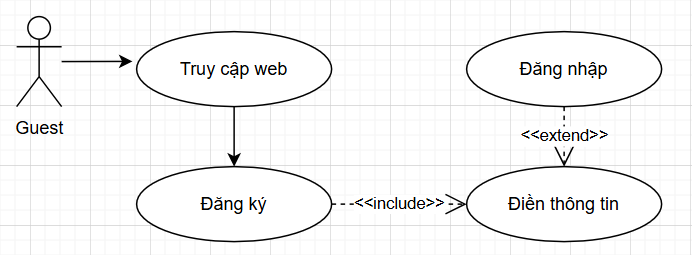 Truy cập web
Đăng nhập
Guest
<<extend>>
Đăng ký
<<include>>
Điền thông tin